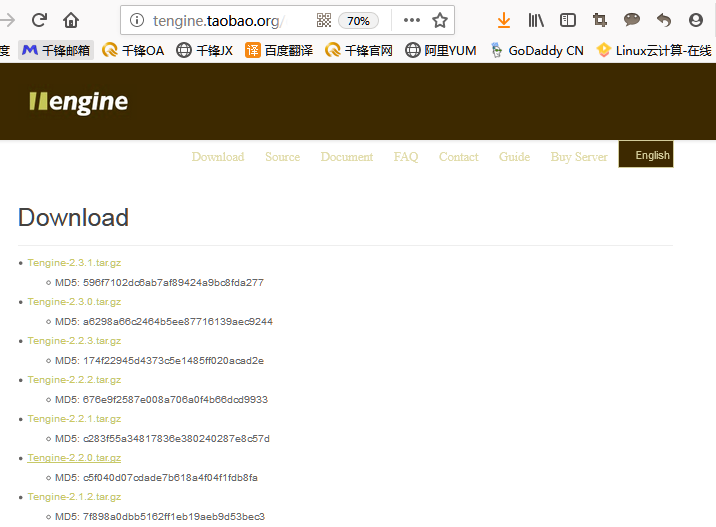 tengine.taobao.org/ 70%
度 千锋邮箱 千锋OA 千锋JX 百度翻译 千锋官网 阿里YUM GoDaddy CN Linux云计算-在线
engine
Download Source Document FAQ Contact Guide Buy Server English
Download
Tengine-2.3.1.tar.gz
MD5: 596f7102dc6ab7af89424a9bc8fda277
Tengine-2.3.0.tar.gz
MD5: a6298a66c2464b5ee87716139aec9244
Tengine-2.2.3.tar.gz
MD5: 174f22945d4373c5e1485ff020acad2e
Tengine-2.2.2.tar.gz
MD5: 676e9f2587e008a706a0f4b66dcd9933
Tengine-2.2.1.tar.gz
MD5: c283f55a34817836e380240287e8c57d
Tengine-2.2.0.tar.gz
MD5: c5f040d07cdade7b618a4f04f1fdb8fa
Tengine-2.1.2.tar.gz
MD5: 7f898a0dbb5162ff1eb19aeb9d53bec3